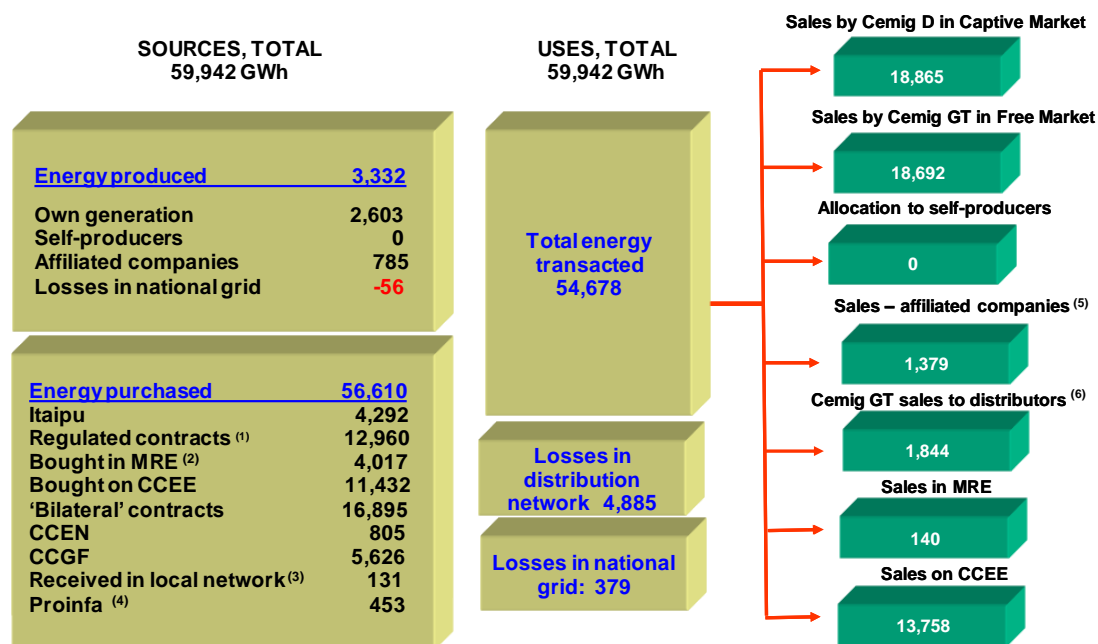 SOURCES, TOTAL
59,942 GWh
Energy produced 3,332
Own generation 2,603
Self-producers 0
Affiliated companies 785
Losses in national grid -56
Energy purchased 56,610
Itaipu 4,292
Regulated contracts (1) 12,960
Bought in MRE (2) 4,017
Bought on CCEE 11,432
‘Bilateral’ contracts 16,895
CCEN 805
CCGF 5,626
Received in local network (3) 131
Proinfa (4) 453
USES, TOTAL
59,942 GWh
Total energy
transacted
54,678
Losses in
distribution
network 4,885
Losses in national
grid: 379
Sales by Cemig D in Captive Market
18,865
Sales by Cemig GT in Free Market
18,692
Allocation to self-producers
0
Sales – affiliated companies (5)
1,379
Cemig GT sales to distributors (6)
1,844
Sales in MRE
140
Sales on CCEE
13,758